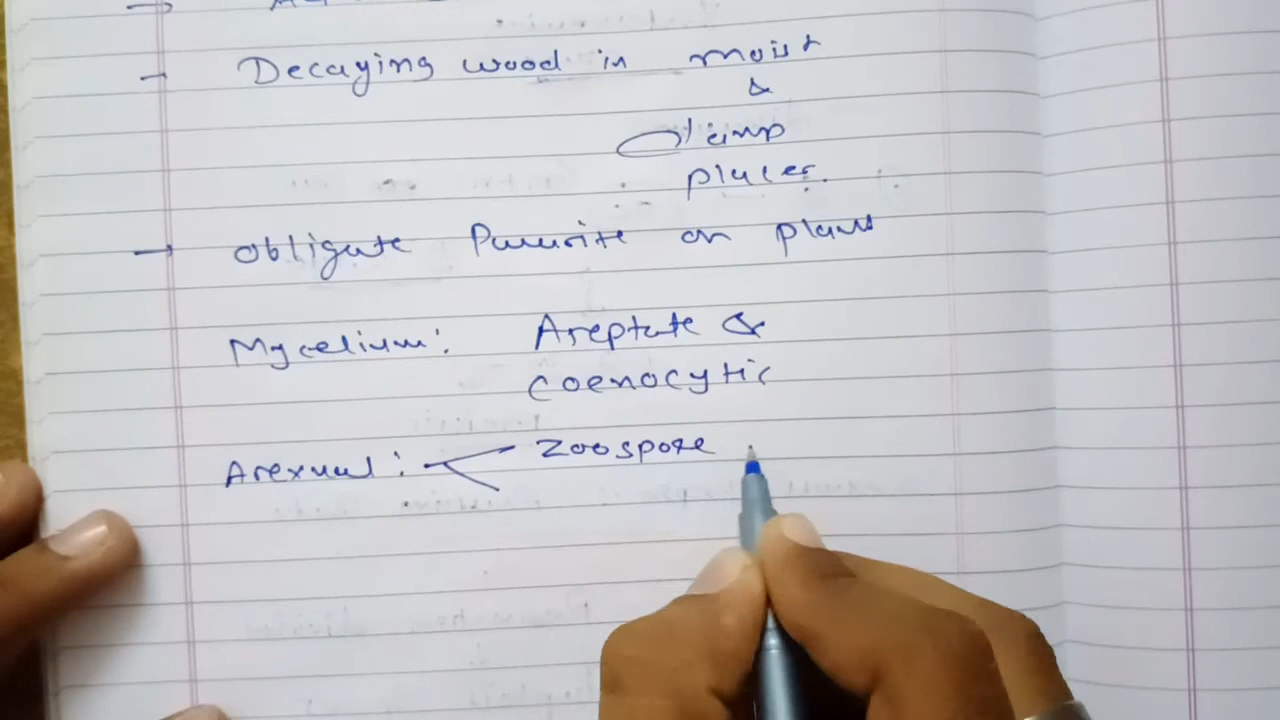 →
- Decaying wood in moist
&
damp
places.
→ Obligate Parasite on plants
Mycelium: Aseptate &
coenocytic
Asexual: zoospore